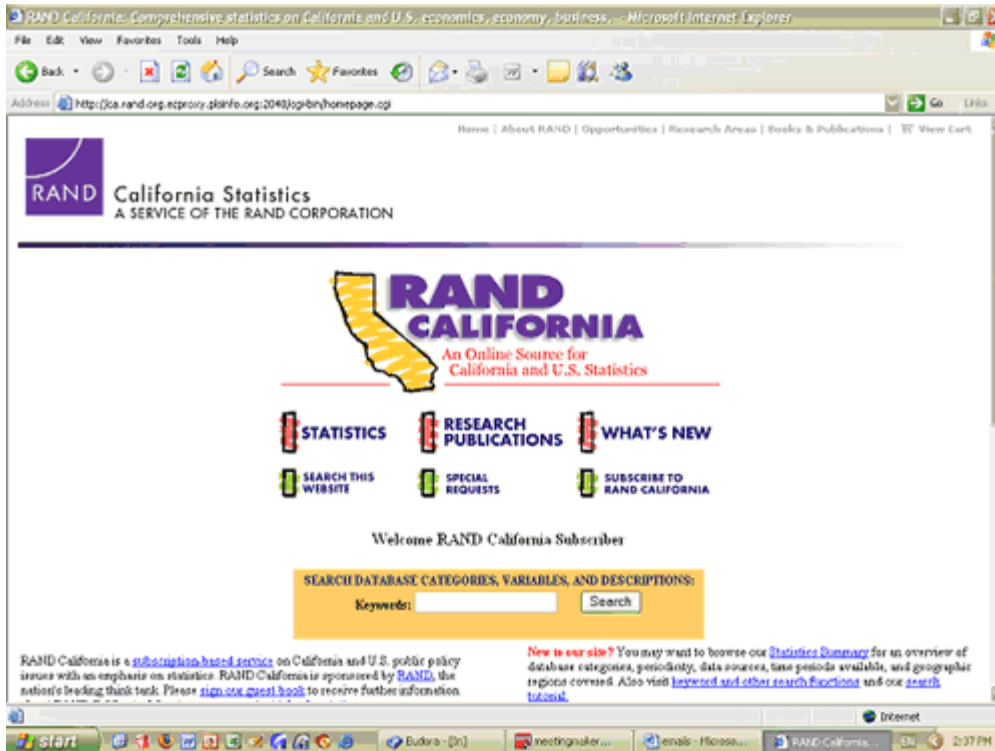 RAND California: Comprehensive statistics on California and U.S. economics, economy, business, - Microsoft Internet Explorer
File Edit View Favorites Tools Help
Back Search Favorites
Address http://ca.rand.org.ezproxy.plsinfo.org:2048/cgi-bin/homepage.cgi Go Links
Home | About RAND | Opportunities | Research Areas | Books & Publications | View Cart
RAND California Statistics
A SERVICE OF THE RAND CORPORATION
RAND
CALIFORNIA
An Online Source for
California and U.S. Statistics
STATISTICS RESEARCH PUBLICATIONS WHAT'S NEW
SEARCH THIS WEBSITE SPECIAL REQUESTS SUBSCRIBE TO RAND CALIFORNIA
Welcome RAND California Subscriber
SEARCH DATABASE CATEGORIES, VARIABLES, AND DESCRIPTIONS:
Keywords: Search
RAND California is a subscription-based service on California and U.S. public policy
issues with an emphasis on statistics. RAND California is sponsored by RAND, the
nation's leading think tank. Please sign our guest book to receive further information
New to our site? You may want to browse our Statistics Summary for an overview of
database categories, periodicity, data sources, time periods available, and geographic
regions covered. Also visit keyword and other search functions and our search
tutorial.
Internet
start Eudora - [In] meetingmaker... emails - Microso... RAND California... EN 2:37 PM